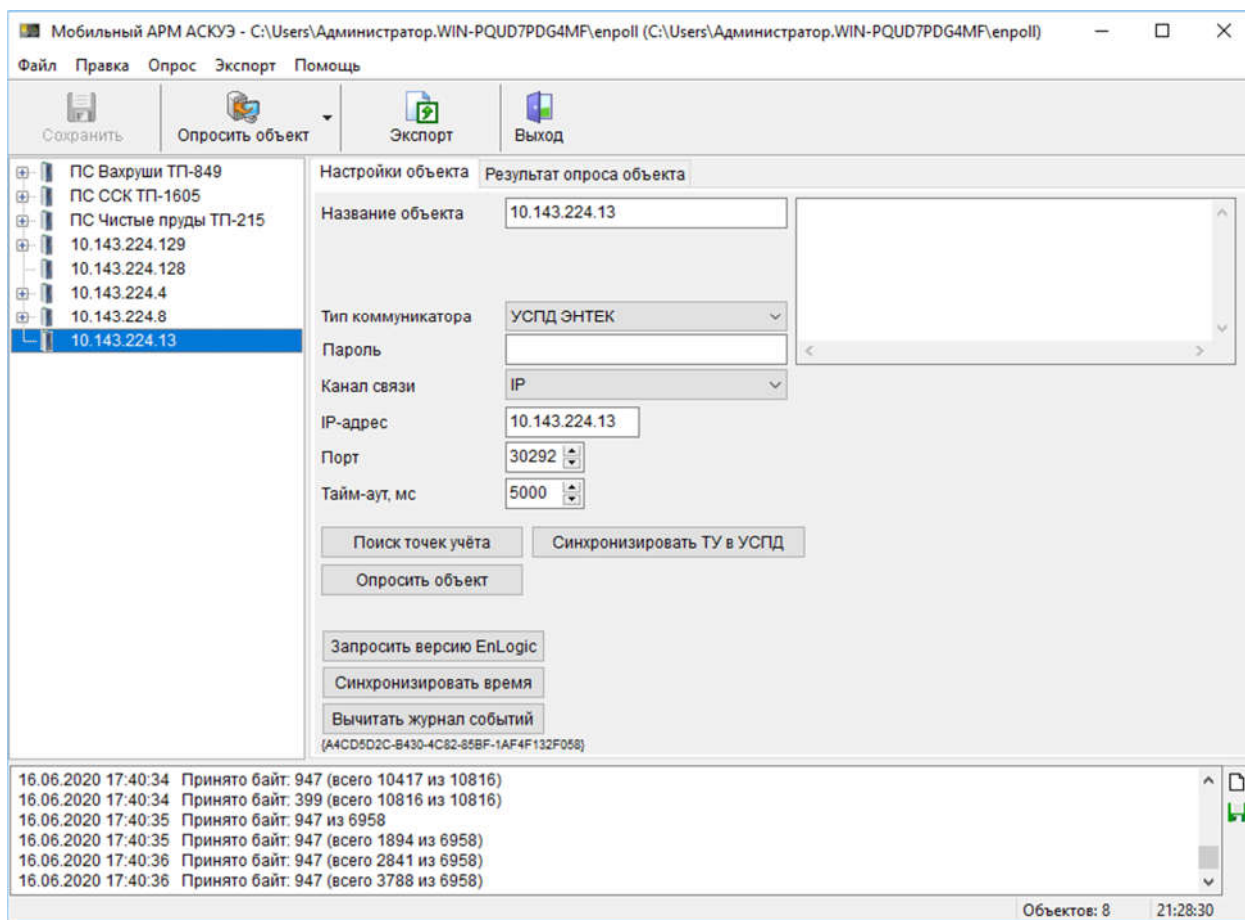 Мобильный АРМ АСКУЭ - C:\Users\Администратор.WIN-PQUD7PDG4MF\enpoll (C:\Users\Администратор.WIN-PQUD7PDG4MF\enpoll)
Файл Правка Опрос Экспорт Помощь
Сохранить Опросить объект Экспорт Выход
ПС Вахруши ТП-849
ПС ССК ТП-1605
ПС Чистые пруды ТП-215
10.143.224.129
10.143.224.128
10.143.224.4
10.143.224.8
10.143.224.13
Настройки объекта Результат опроса объекта
Название объекта 10.143.224.13
Тип коммуникатора УСПД ЭНТЕК
Пароль
Канал связи IP
IP-адрес 10.143.224.13
Порт 30292
Тайм-аут, мс 5000
Поиск точек учёта Синхронизировать ТУ в УСПД
Опросить объект
Запросить версию EnLogic
Синхронизировать время
Вычитать журнал событий
{A4CD5D2C-B430-4C82-85BF-1AF4F132F058}
16.06.2020 17:40:34 Принято байт: 947 (всего 10417 из 10816)
16.06.2020 17:40:34 Принято байт: 399 (всего 10816 из 10816)
16.06.2020 17:40:35 Принято байт: 947 из 6958
16.06.2020 17:40:35 Принято байт: 947 (всего 1894 из 6958)
16.06.2020 17:40:36 Принято байт: 947 (всего 2841 из 6958)
16.06.2020 17:40:36 Принято байт: 947 (всего 3788 из 6958)
Объектов: 8 21:28:30